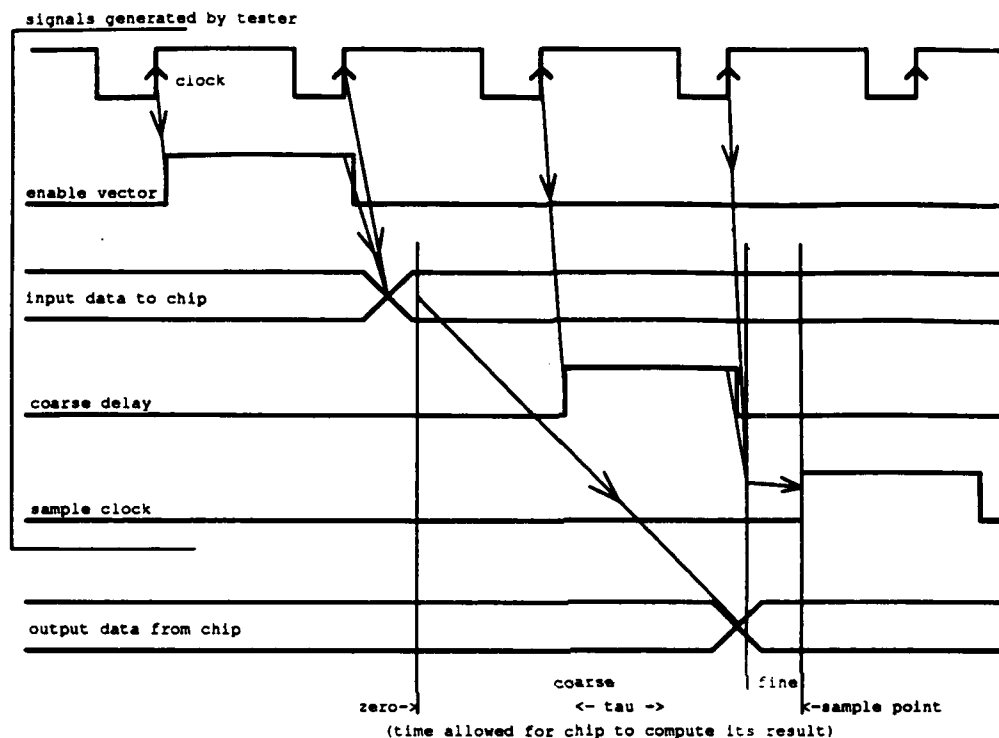 signals generated by tester
clock
enable vector
input data to chip
coarse delay
sample clock
output data from chip
coarse fine
zero-> <- tau -> <-sample point
(time allowed for chip to compute its result)